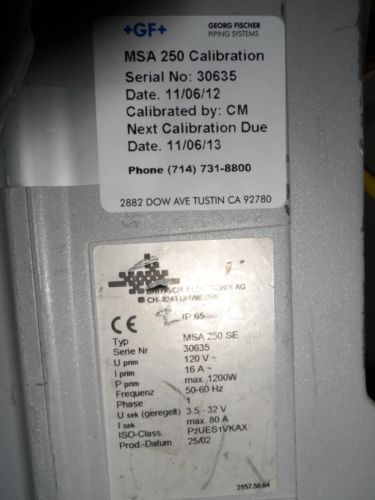 +GF+
GEORG FISCHER
PIPING SYSTEMS
MSA 250 Calibration
Serial No: 30635
Date. 11/06/12
Calibrated by: CM
Next Calibration Due
Date. 11/06/13
Phone (714) 731-8800
2882 DOW AVE TUSTIN CA 92780
AG
CH-8248 UHWIESEN
CE IP 65
Typ MSA 250 SE
Serie Nr 30635
U prim 120 V ~
I prim 16 A ~
P prim max. 1200W
Frequenz 50-60 Hz
Phase 1
U sek (geregelt) 3.5 - 32 V
I sek max. 80 A
ISO-Class. P2UES1VKAX
Prod.-Datum 25/02
2157.50.64